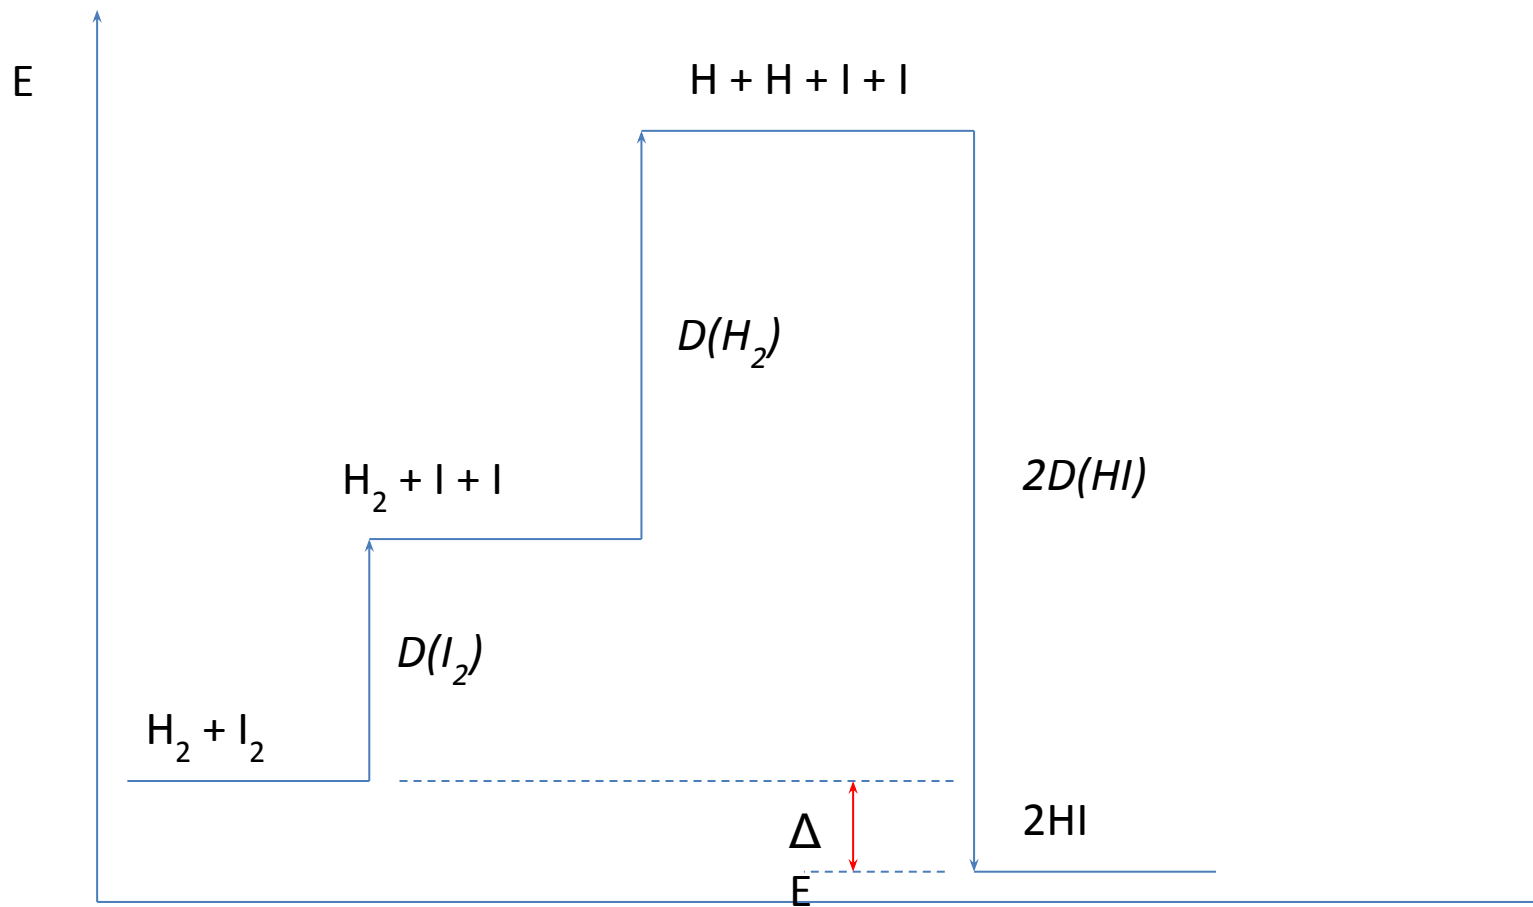 E
H + H + I + I
D(H₂)
H₂ + I + I
2D(HI)
D(I₂)
H₂ + I₂
2HI
Δ
E